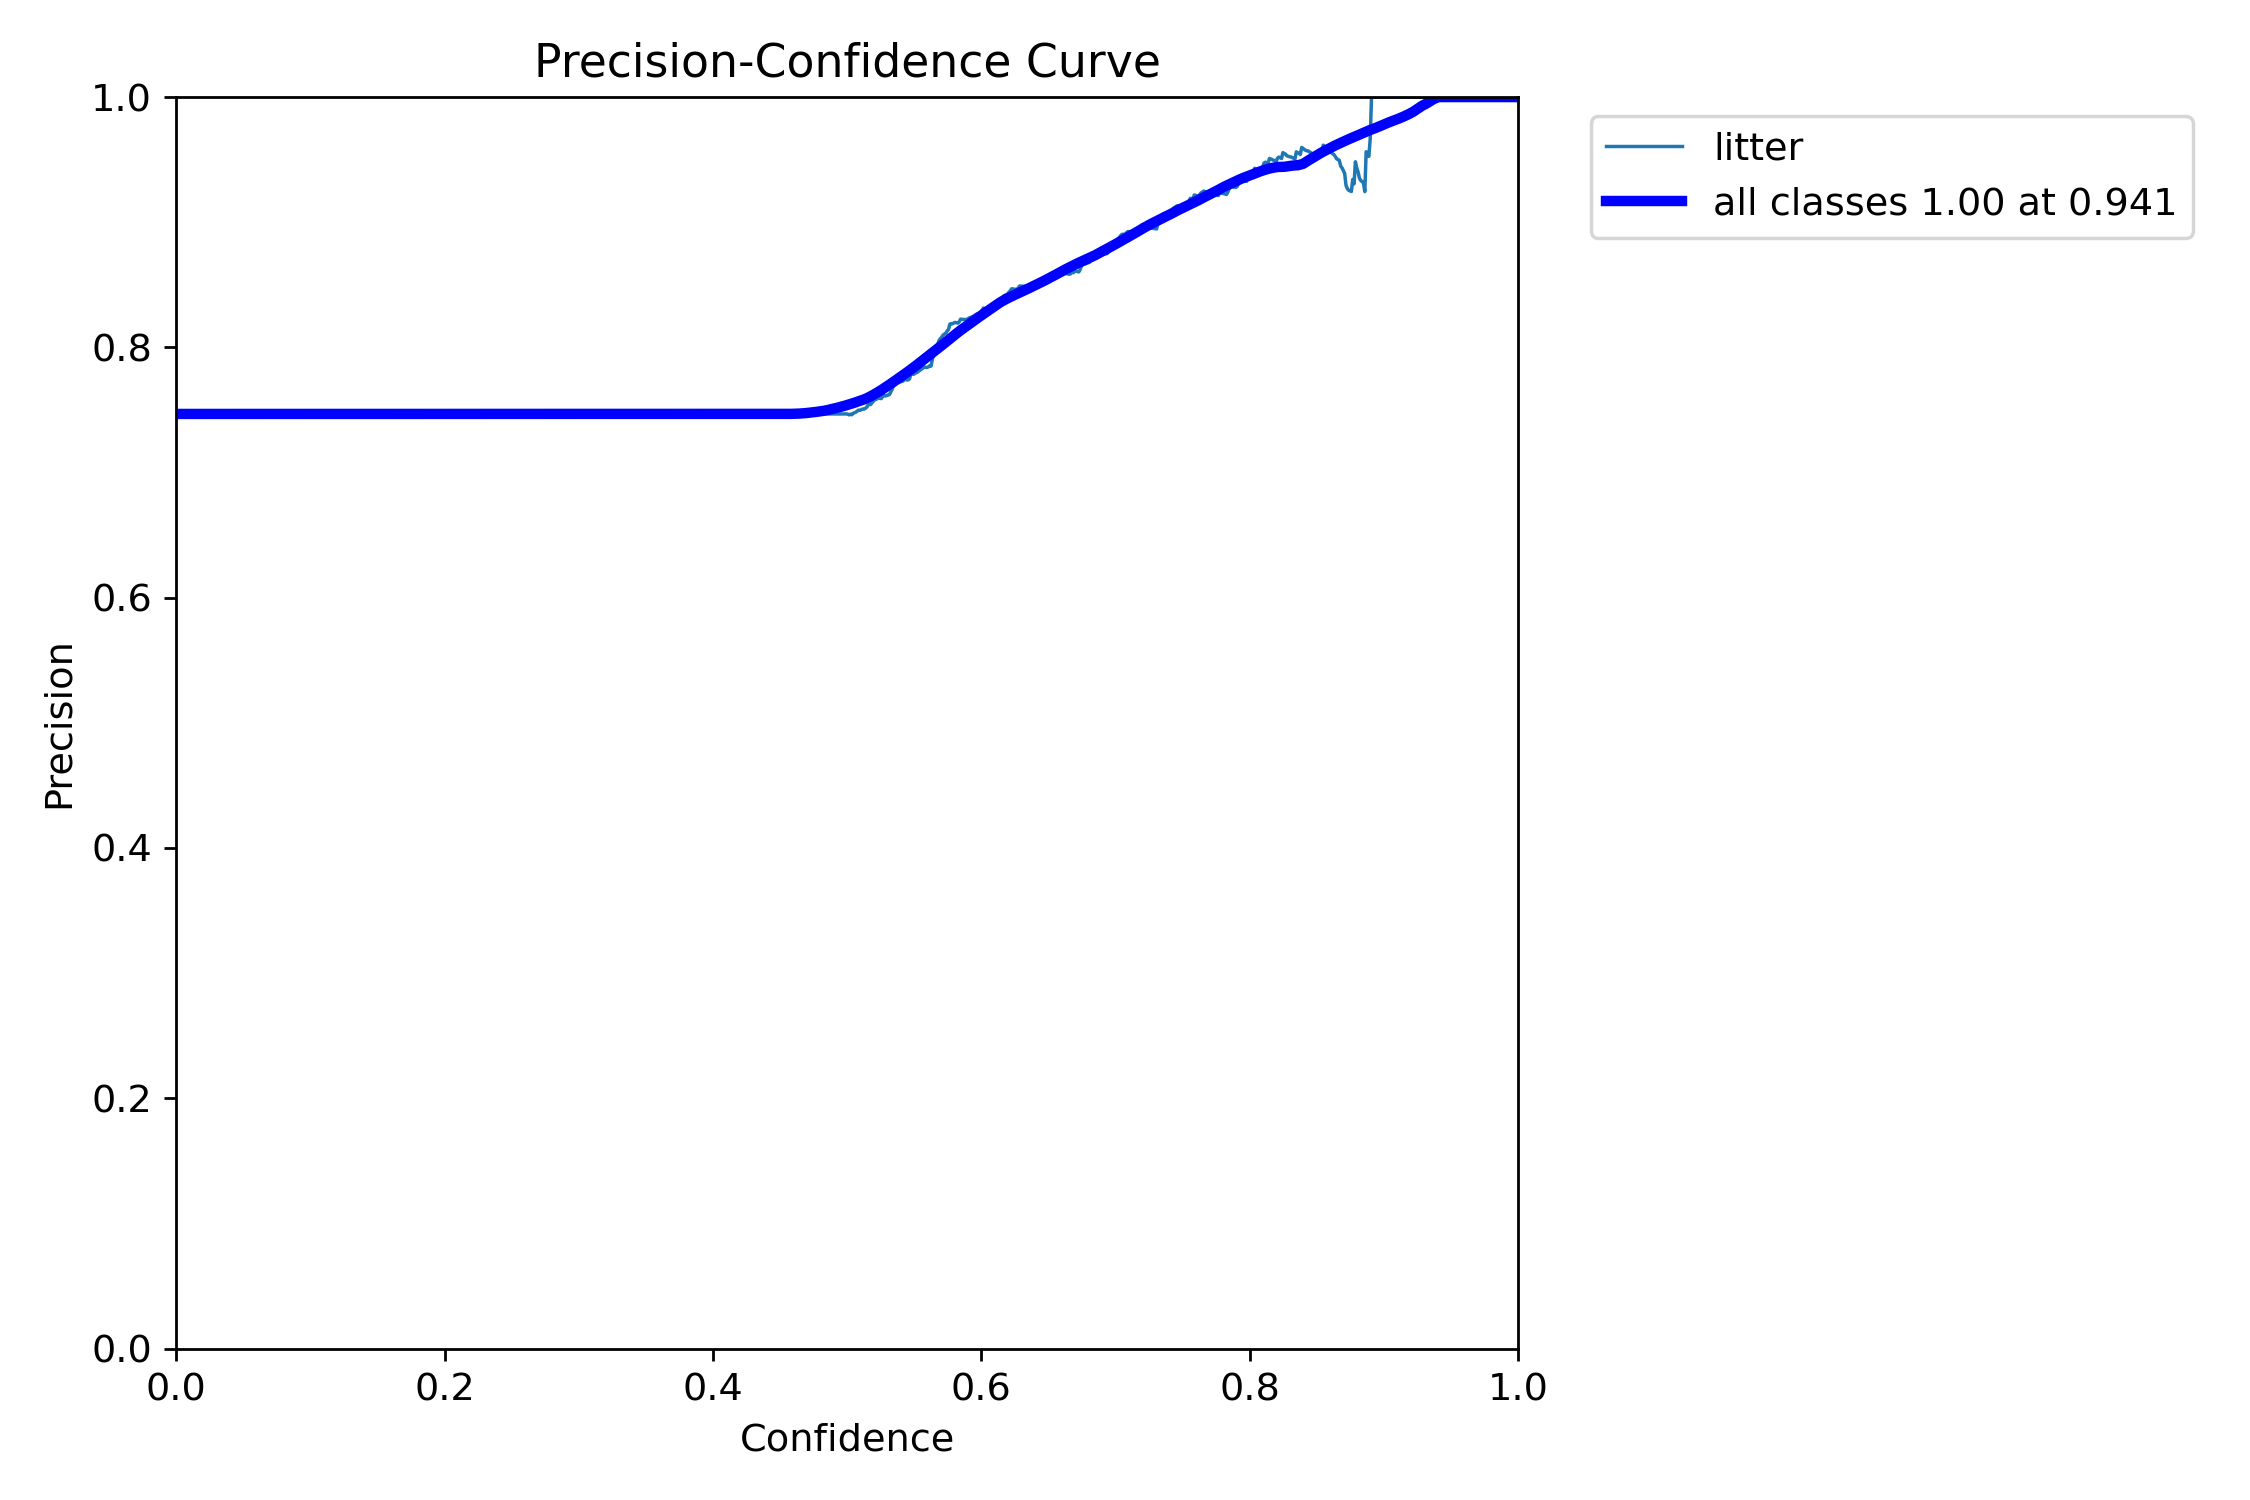 Precision-Confidence Curve
1.0
0.8
0.6
0.4
0.2
0.0
Precision
0.0 0.2 0.4 0.6 0.8 1.0
Confidence
litter
all classes 1.00 at 0.941